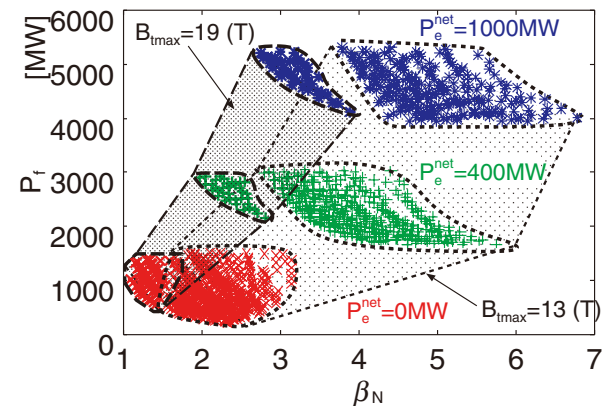 B_tmax=19 (T)
P_e^net=1000MW
P_e^net=400MW
P_e^net=0MW
B_tmax=13 (T)
P_f [MW]
6000
5000
4000
3000
2000
1000
0
1 2 3 4 5 6 7
β_N